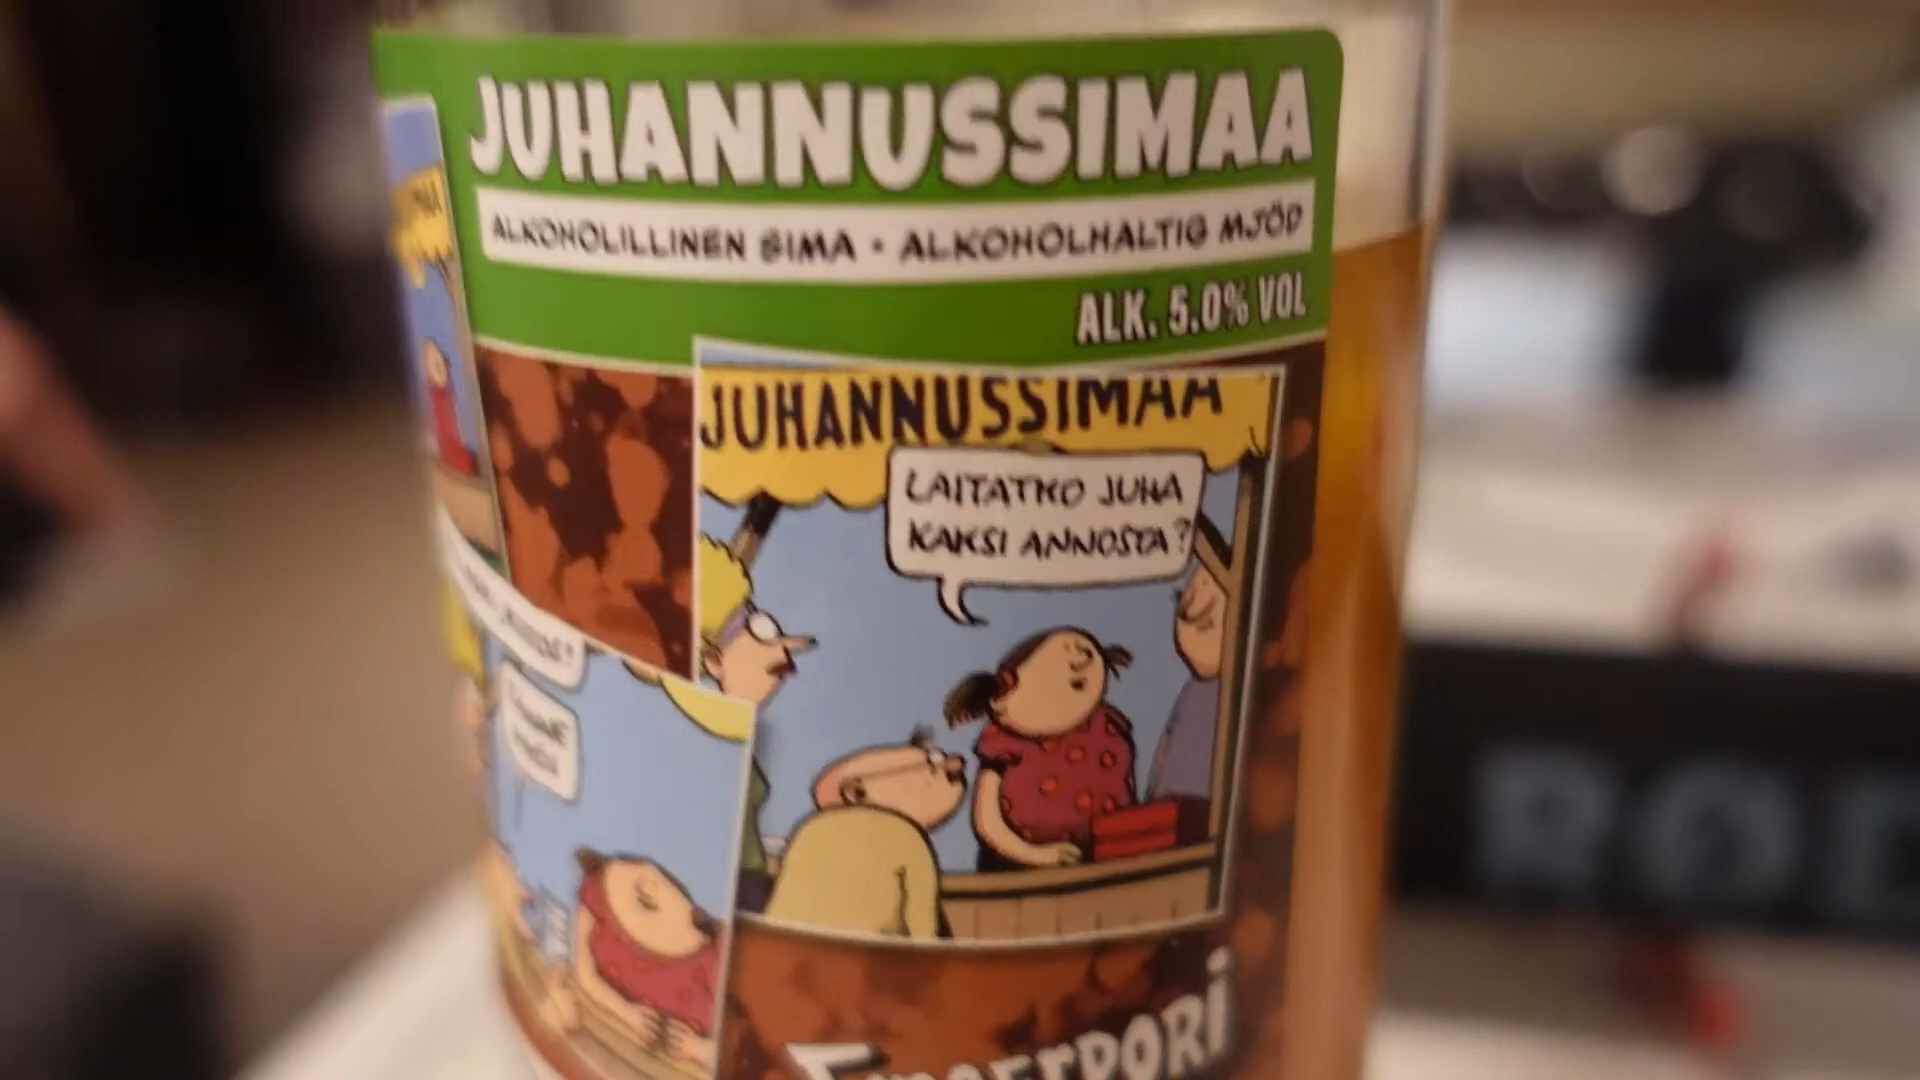 JUHANNUSSIMAA
ALKOHOLILLINEN SIMA • ALKOHOLHALTIG MJÖD
ALK. 5.0% VOL
JUHANNUSSIMAA
LAITATKO JUHA
KAKSI ANNOSTA?